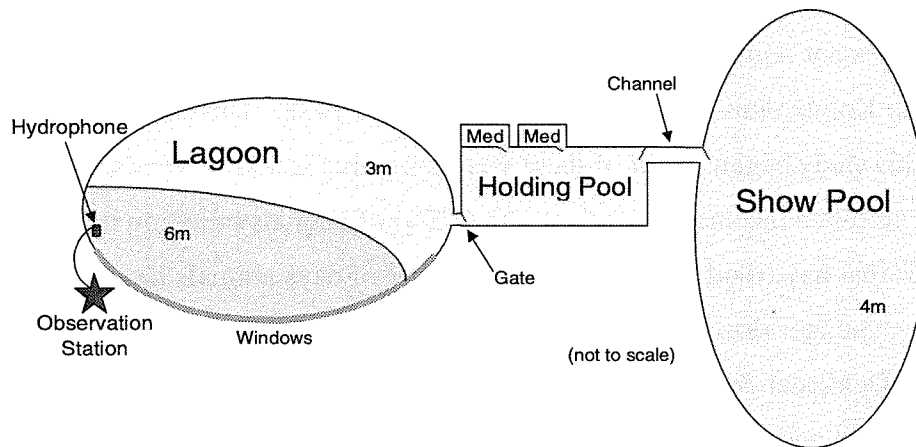 Channel
Hydrophone
Med
Med
Lagoon
3m
Holding Pool
Show Pool
6m
Gate
4m
Observation
Station
Windows
(not to scale)